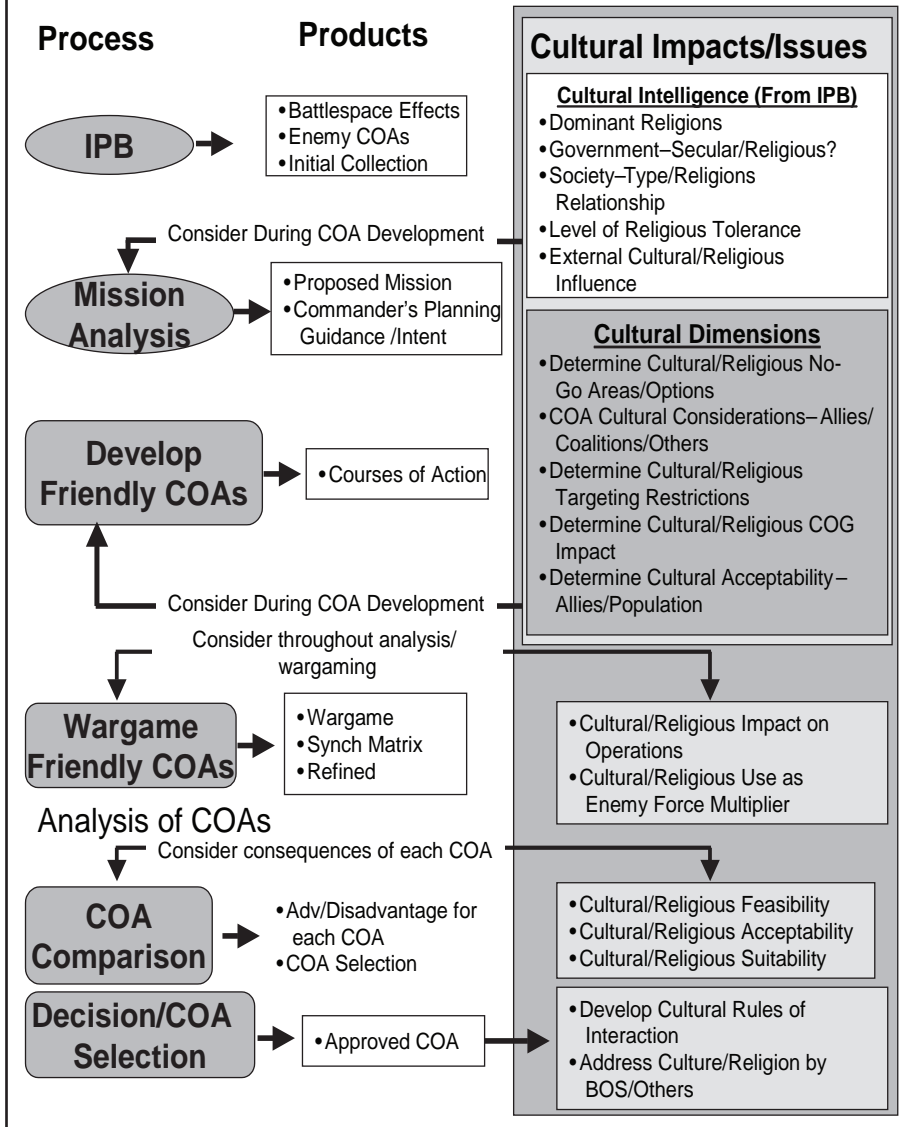 Process
Products
Cultural Impacts/Issues
IPB
•Battlespace Effects
•Enemy COAs
•Initial Collection
Cultural Intelligence (From IPB)
•Dominant Religions
•Government–Secular/Religious?
•Society–Type/Religions
Relationship
•Level of Religious Tolerance
•External Cultural/Religious
Influence
Consider During COA Development
Mission
Analysis
•Proposed Mission
•Commander's Planning
Guidance /Intent
Cultural Dimensions
•Determine Cultural/Religious No-
Go Areas/Options
•COA Cultural Considerations–Allies/
Coalitions/Others
•Determine Cultural/Religious
Targeting Restrictions
•Determine Cultural/Religious COG
Impact
•Determine Cultural Acceptability–
Allies/Population
Develop
Friendly COAs
•Courses of Action
Consider During COA Development
Consider throughout analysis/
wargaming
Wargame
Friendly COAs
•Wargame
•Synch Matrix
•Refined
•Cultural/Religious Impact on
Operations
•Cultural/Religious Use as
Enemy Force Multiplier
Analysis of COAs
Consider consequences of each COA
COA
Comparison
•Adv/Disadvantage for
each COA
•COA Selection
•Cultural/Religious Feasibility
•Cultural/Religious Acceptability
•Cultural/Religious Suitability
Decision/COA
Selection
•Approved COA
•Develop Cultural Rules of
Interaction
•Address Culture/Religion by
BOS/Others